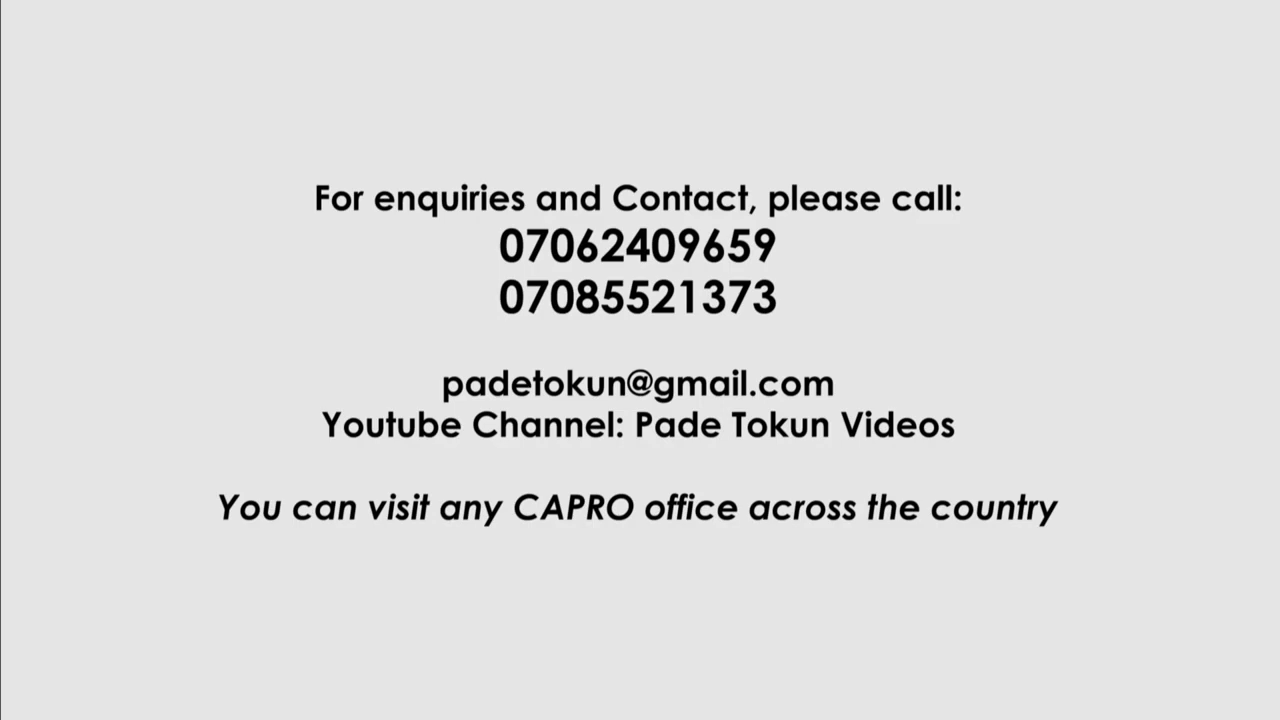 For enquiries and Contact, please call:
07062409659
07085521373
padetokun@gmail.com
Youtube Channel: Pade Tokun Videos
You can visit any CAPRO office across the country